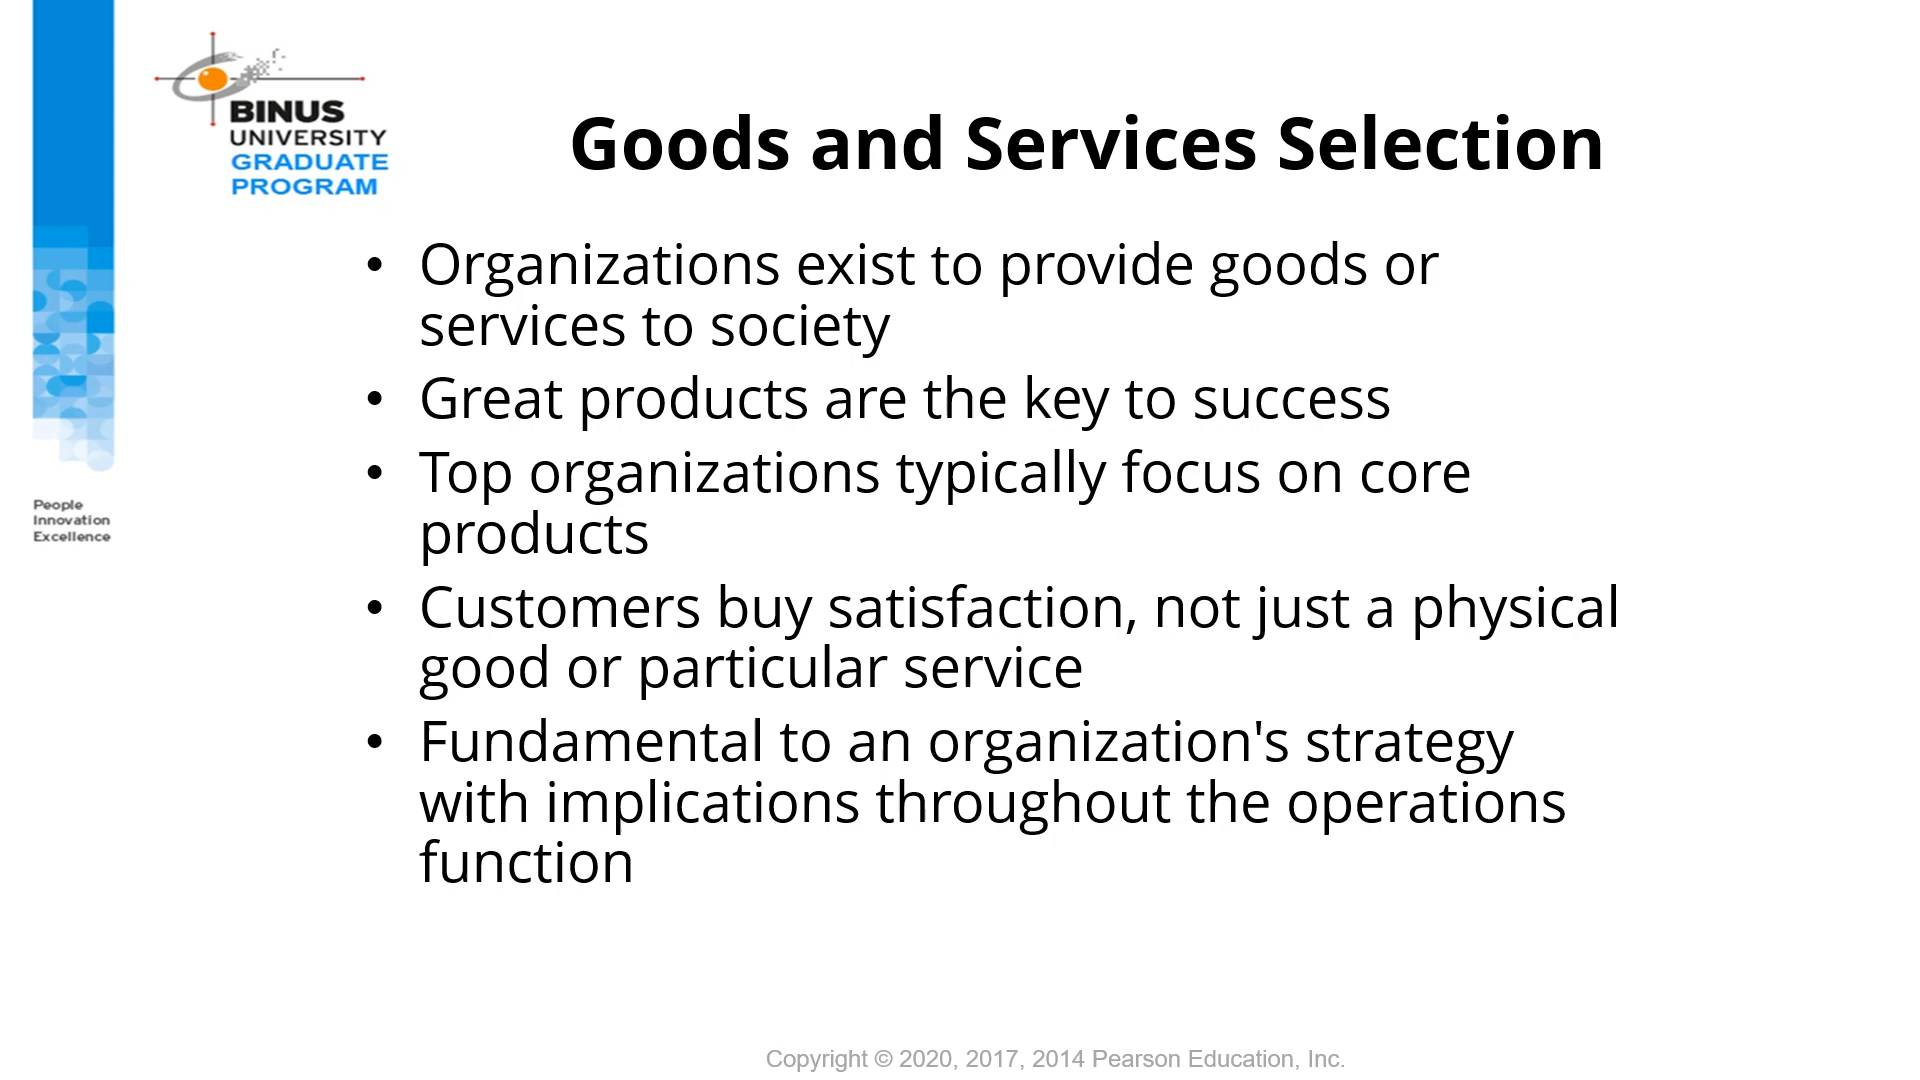 BINUS
UNIVERSITY
GRADUATE
PROGRAM
Goods and Services Selection
• Organizations exist to provide goods or
services to society
• Great products are the key to success
• Top organizations typically focus on core
products
• Customers buy satisfaction, not just a physical
good or particular service
• Fundamental to an organization's strategy
with implications throughout the operations
function
People
Innovation
Excellence
Copyright © 2020, 2017, 2014 Pearson Education, Inc.